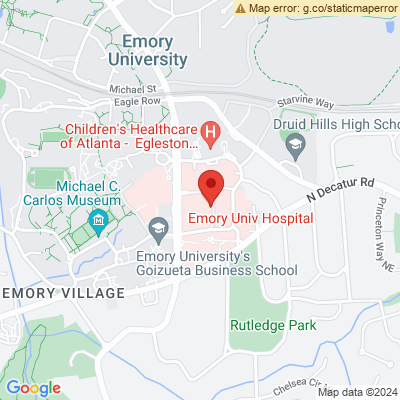 Map error: g.co/staticmaperror
Emory
University
Michael St
Eagle Row
Starvine Way
Children's Healthcare
of Atlanta - Egleston...
H
Druid Hills High Scho
Michael C.
Carlos Museum
N Decatur Rd
Princeton Way NE
Emory Univ Hospital
Emory University's
Goizueta Business School
EMORY VILLAGE
Rutledge Park
Google
Chelsea Cir
Map data ©2024